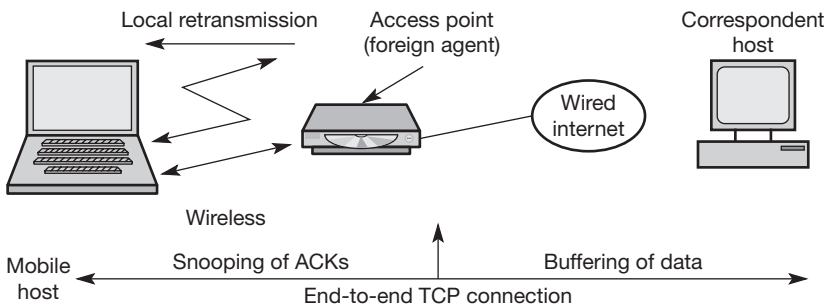 Local retransmission
Access point
(foreign agent)
Correspondent
host
Wired
internet
Wireless
Mobile
host
Snooping of ACKs
Buffering of data
End-to-end TCP connection